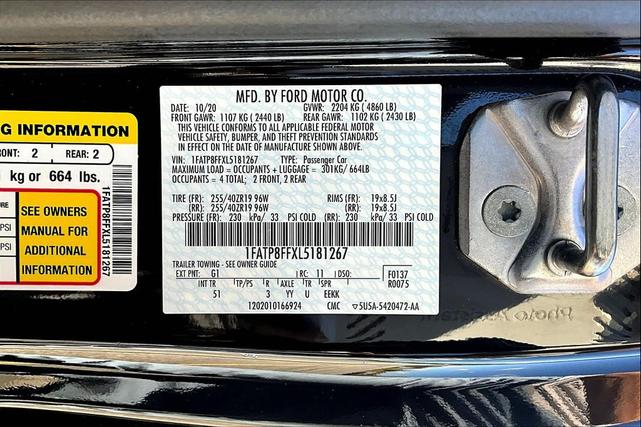 G INFORMATION
RONT: 2 REAR: 2
kg or 664 lbs.
SEE OWNERS
MANUAL FOR
ADDITIONAL
INFORMATION
PSI
PSI
1FATP8FFXL5181267
MFD. BY FORD MOTOR CO.
DATE: 10/20 GVWR: 2204 KG ( 4860 LB)
FRONT GAWR: 1107 KG ( 2440 LB) REAR GAWR: 1102 KG ( 2430 LB)
THIS VEHICLE CONFORMS TO ALL APPLICABLE FEDERAL MOTOR
VEHICLE SAFETY, BUMPER, AND THEFT PREVENTION STANDARDS
IN EFFECT ON THE DATE OF MANUFACTURE SHOWN ABOVE.
VIN: 1FATP8FFXL5181267 TYPE: Passenger Car
MAXIMUM LOAD = OCCUPANTS + LUGGAGE = 301KG/ 664LB
OCCUPANTS = 4 TOTAL; 2 FRONT, 2 REAR
TIRE (FR): 255/40ZR19 96W RIMS (FR): 19x8.5J
(RR): 255/40ZR19 96W (RR): 19x8.5J
PRESSURE (FR): 230 kPa/ 33 PSI COLD (RR): 230 kPa/ 33 PSI COLD
1FATP8FFXL5181267
TRAILER TOWING - SEE OWNER GUIDE
EXT PNT: G1 RC: 11 DSO: F0137
INT TR TP/PS R AXLE TR SPR R0075
51 3 YY U EEKK
1202010166924 CMC 5U5A-5420472-AA